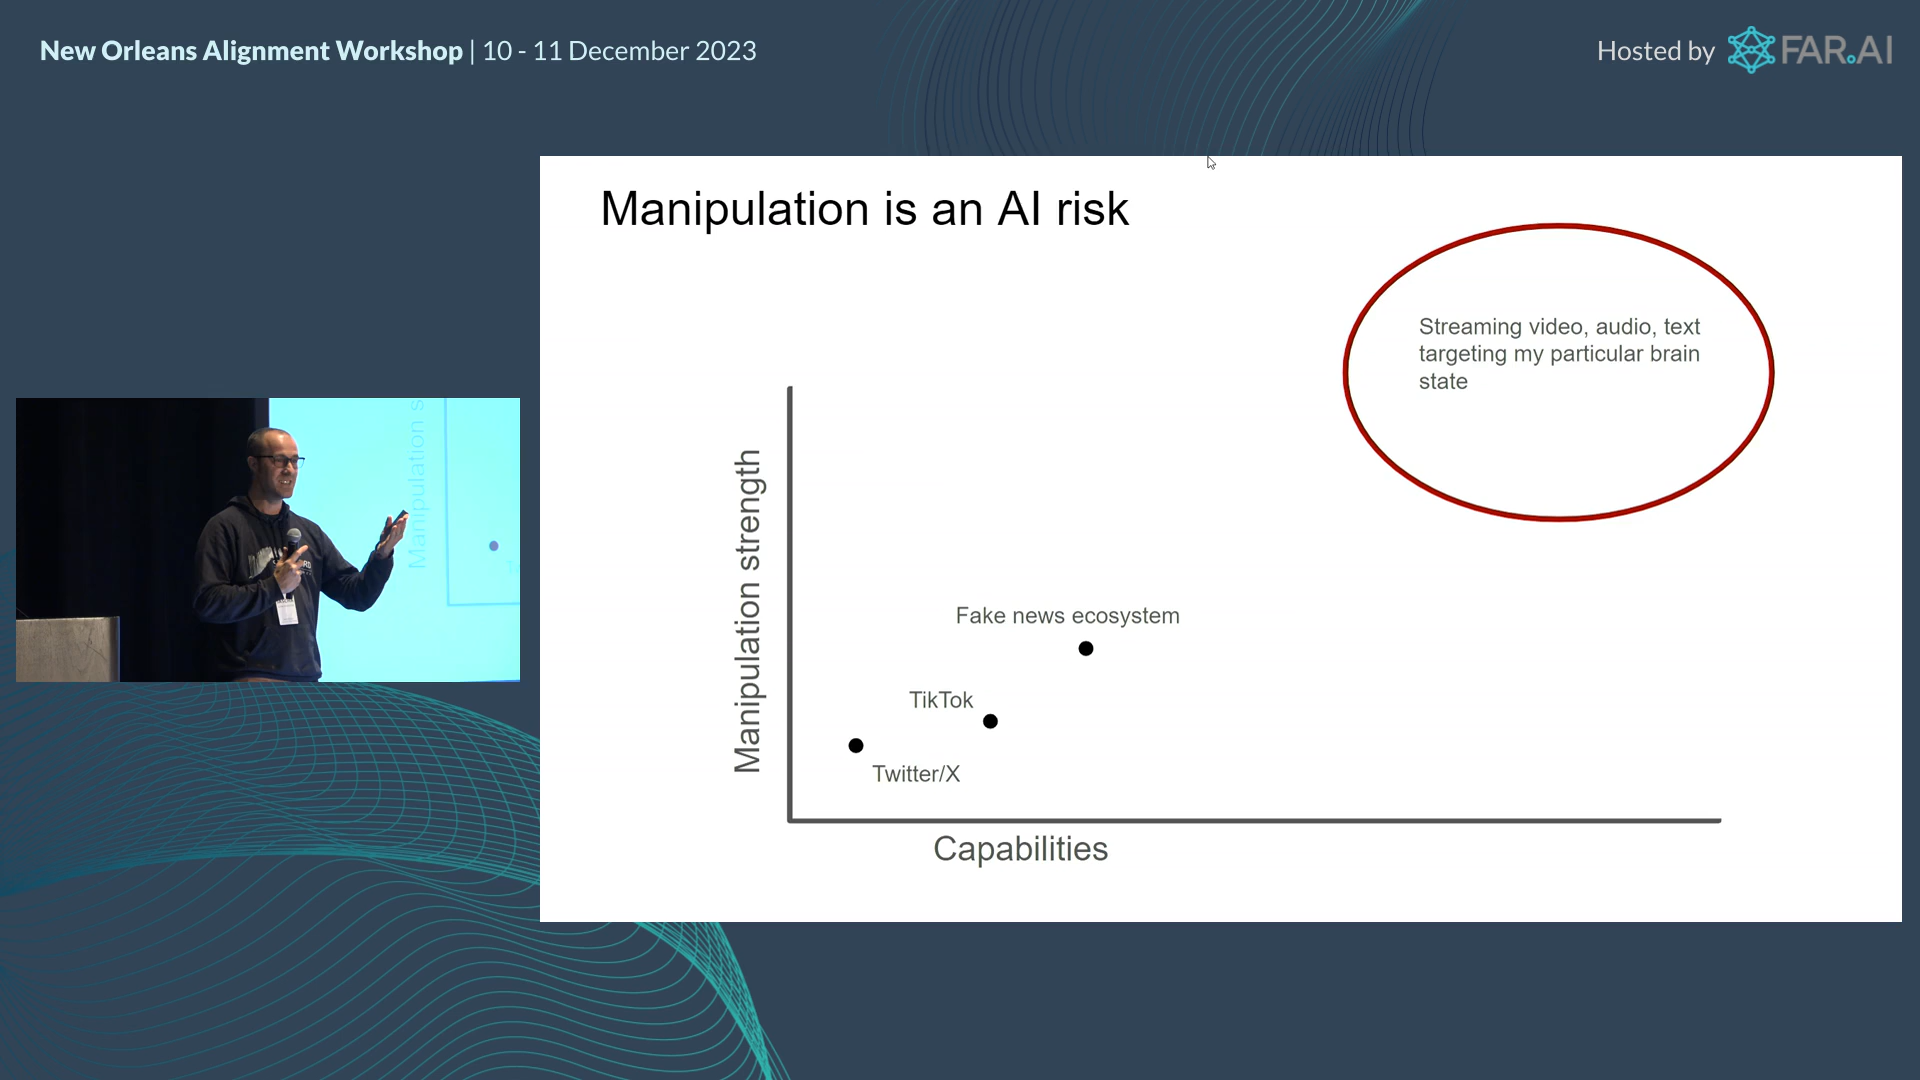 New Orleans Alignment Workshop | 10 - 11 December 2023
Hosted by FAR.AI
Manipulation is an AI risk
Streaming video, audio, text
targeting my particular brain
state
Manipulation strength
Fake news ecosystem
TikTok
Twitter/X
Capabilities
Manipulation s